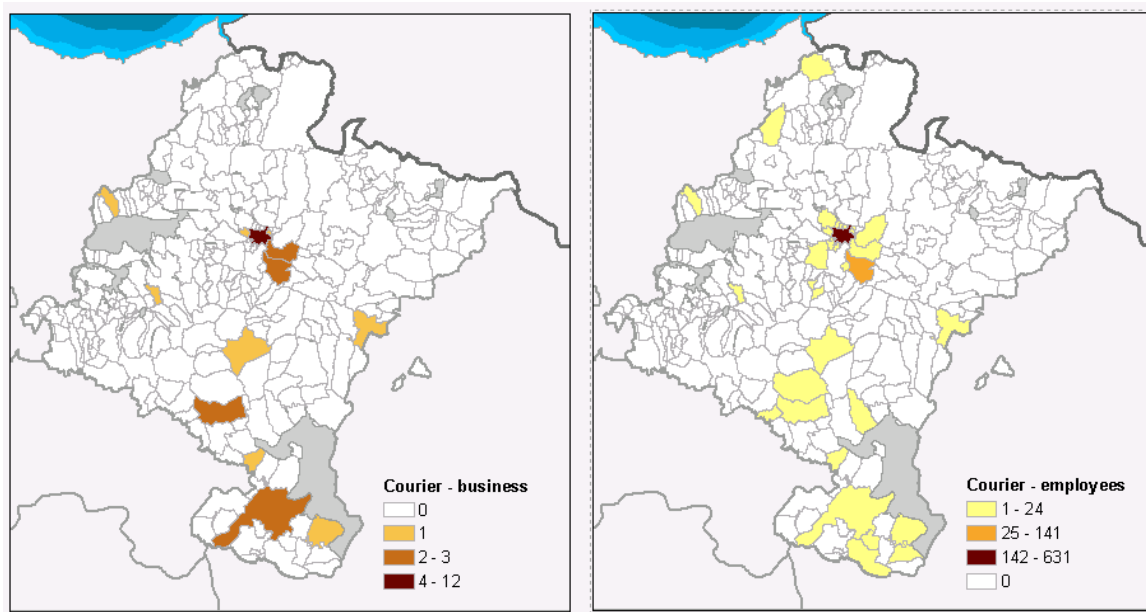 Courier - business
0
1
2 - 3
4 - 12
Courier - employees
1 - 24
25 - 141
142 - 631
0